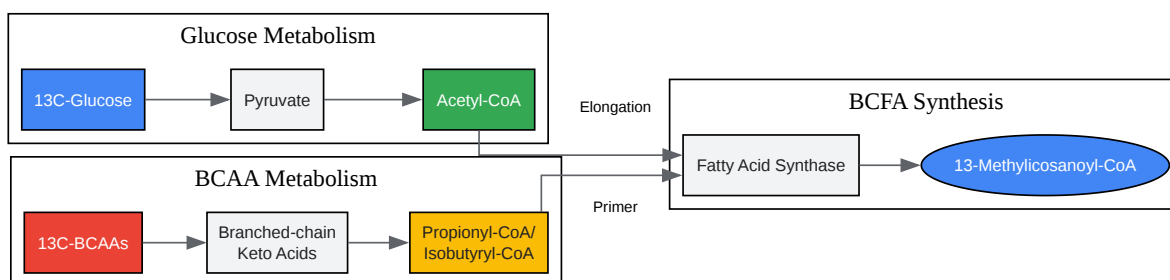 Glucose Metabolism
13C-Glucose
Pyruvate
Acetyl-CoA
Elongation
BCAA Metabolism
13C-BCAAs
Branched-chain
Keto Acids
Propionyl-CoA/
Isobutyryl-CoA
Primer
BCFA Synthesis
Fatty Acid Synthase
13-Methylicosanoyl-CoA